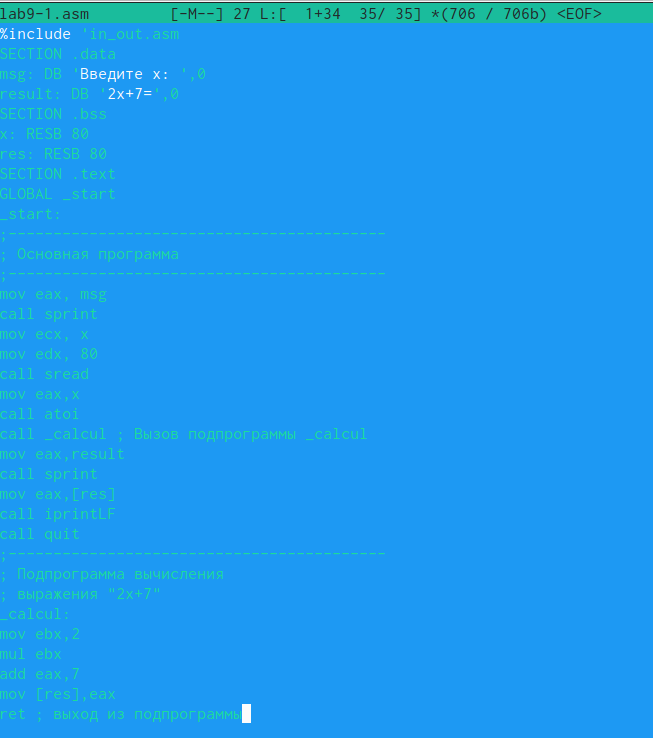 lab9-1.asm [-M--] 27 L:[ 1+34 35/ 35] *(706 / 706b) <EOF>
%include 'in_out.asm
SECTION .data
msg: DB 'Введите x: ',0
result: DB '2x+7=',0
SECTION .bss
x: RESB 80
res: RESB 80
SECTION .text
GLOBAL _start
_start:
;------------------------------------------
; Основная программа
;------------------------------------------
mov eax, msg
call sprint
mov ecx, x
mov edx, 80
call sread
mov eax,x
call atoi
call _calcul ; Вызов подпрограммы _calcul
mov eax,result
call sprint
mov eax,[res]
call iprintLF
call quit
;------------------------------------------
; Подпрограмма вычисления
; выражения "2x+7"
_calcul:
mov ebx,2
mul ebx
add eax,7
mov [res],eax
ret ; выход из подпрограммы